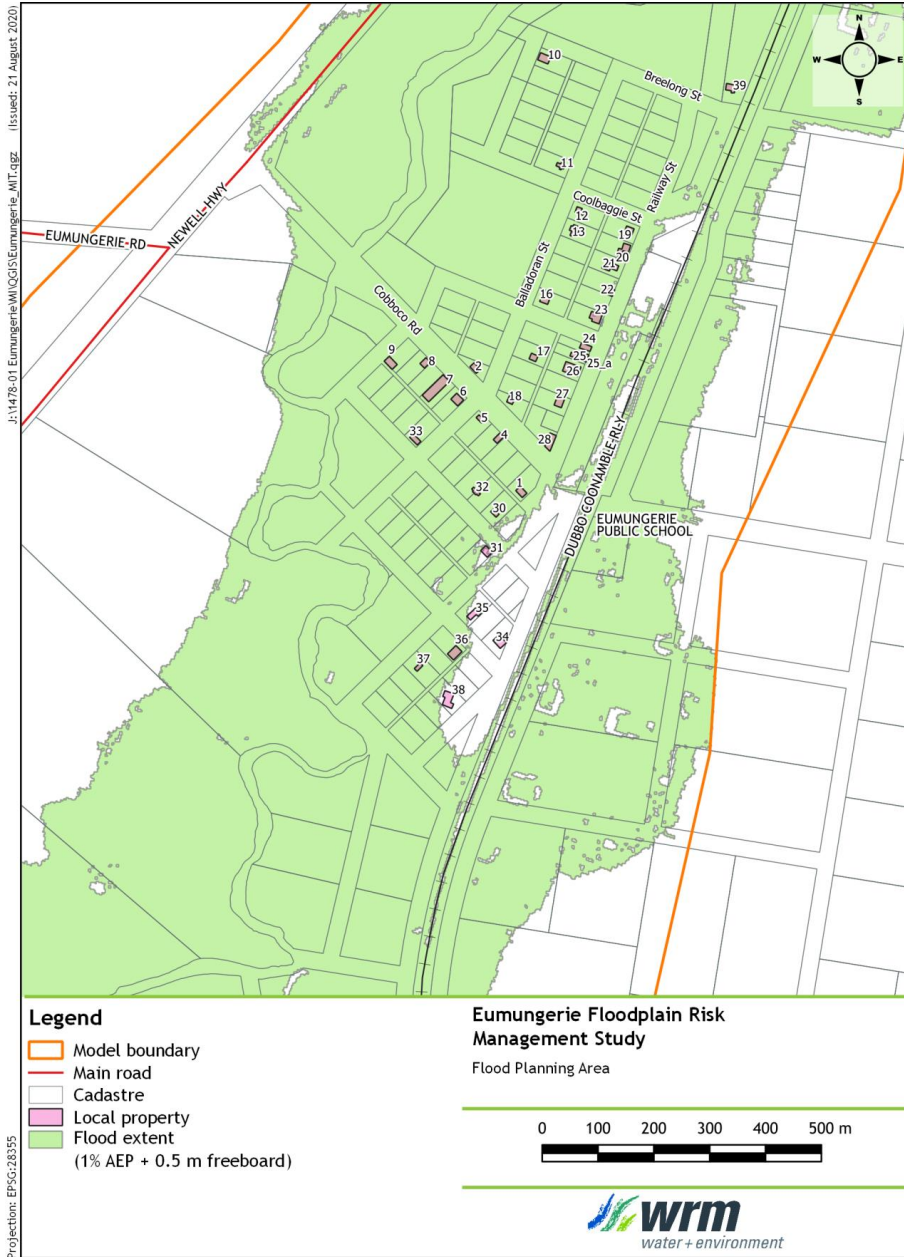 J:\1478-01 Eumungerie\WI\QGIS\Eumungerie_MIT.qgz (Issued: 21 August 2020)
Projection: EPSG:28355
N
W
E
S
10
Breelong St
39
11
Railway St
Coolbaggie St
12
13
19
20
21
22
NEWELL HWY
EUMUNGERIE RD
Balladoran St
16
23
Cobboco Rd
24
25
25_a
26
17
9
8
2
7
6
18
27
5
4
33
28
32
1
30
DUBBO-COONAMBLE RLY
EUMUNGERIE
PUBLIC SCHOOL
31
35
34
36
37
38
Legend
Model boundary
Main road
Cadastre
Local property
Flood extent
(1% AEP + 0.5 m freeboard)
Eumungerie Floodplain Risk
Management Study
Flood Planning Area
0 100 200 300 400 500 m
wrm
water + environment